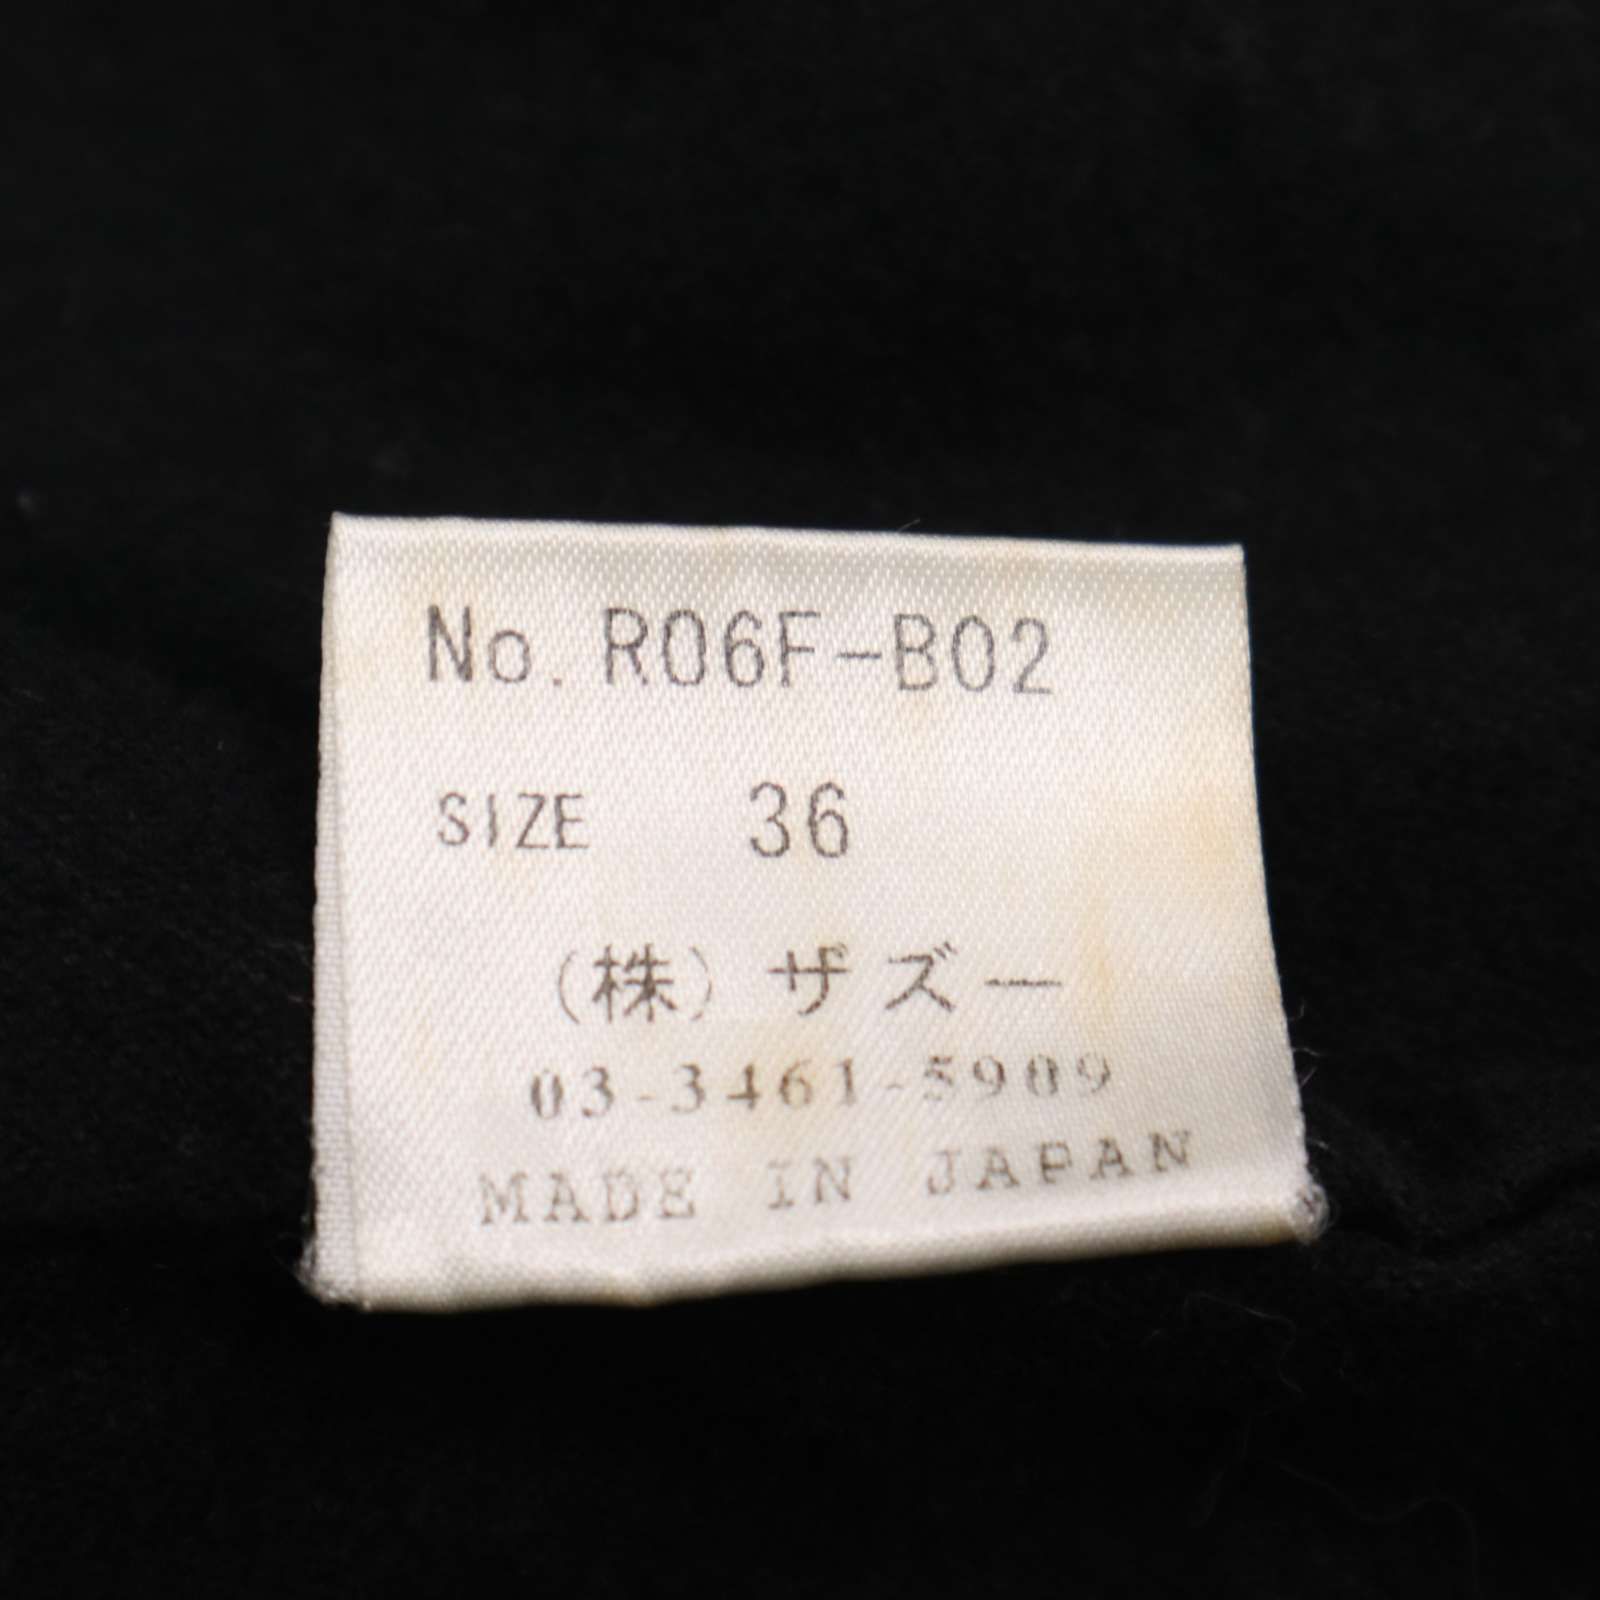 No. R06F-B02
SIZE 36
(株) ザズー
03-3461-5909
MADE IN JAPAN